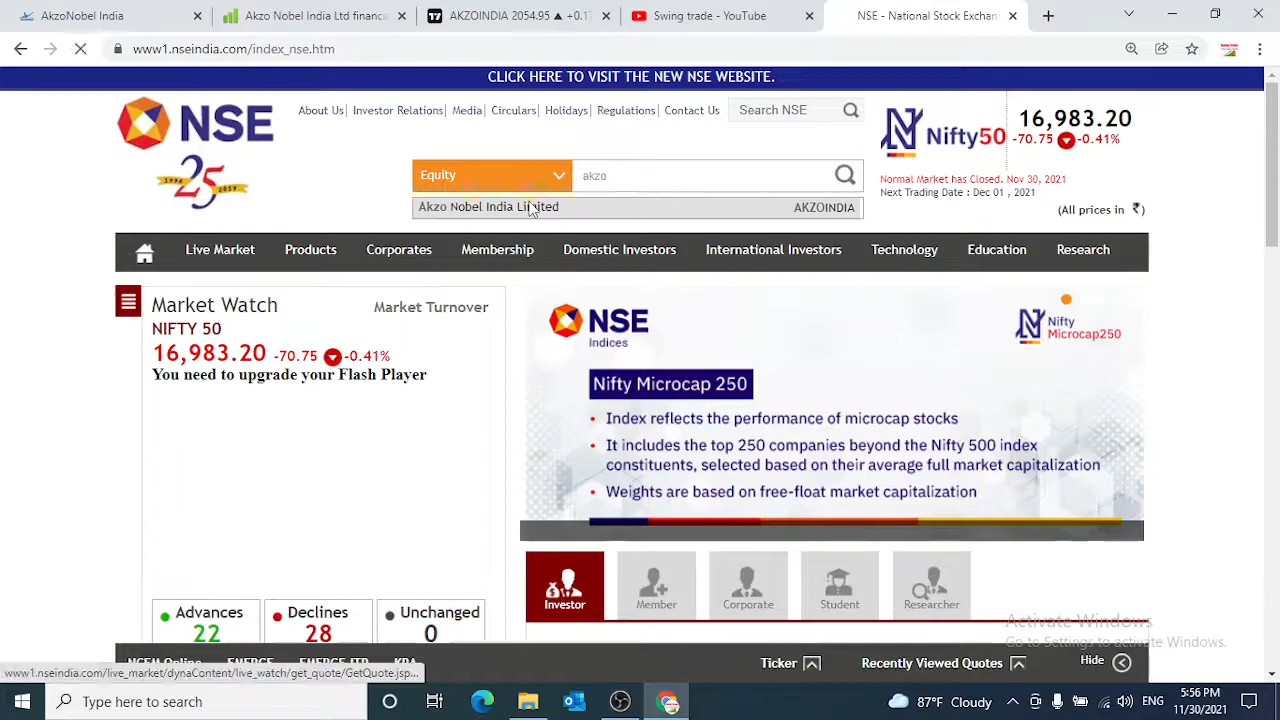 AkzoNobel India
Akzo Nobel India Ltd financi
AKZOINDIA 2054.95 ▲ +0.1
Swing trade - YouTube
NSE - National Stock Exchan
www1.nseindia.com/index_nse.htm
CLICK HERE TO VISIT THE NEW NSE WEBSITE.
NSE
About Us| Investor Relations| Media| Circulars| Holidays| Regulations| Contact Us
Search NSE
Nifty50
16,983.20
-70.75 -0.41%
Normal Market has Closed. Nov 30, 2021
Next Trading Date : Dec 01 , 2021
(All prices in ₹)
1994 25 2019
Equity
akzo
Akzo Nobel India Limited AKZOINDIA
Live Market Products Corporates Membership Domestic Investors International Investors Technology Education Research
Market Watch
Market Turnover
NIFTY 50
16,983.20 -70.75 -0.41%
You need to upgrade your Flash Player
NSE
Indices
Nifty
Microcap250
Nifty Microcap 250
• Index reflects the performance of microcap stocks
• It includes the top 250 companies beyond the Nifty 500 index
constituents, selected based on their average full market capitalization
• Weights are based on free-float market capitalization
Investor Member Corporate Student Researcher
Advances Declines Unchanged
22 28 0
Activate Windows
Go to Settings to activate Windows.
Ticker Recently Viewed Quotes Hide
www1.nseindia.com/live_market/dynaContent/live_watch/get_quote/GetQuote.jsp...
Type here to search
87°F Cloudy
ENG
5:56 PM
11/30/2021